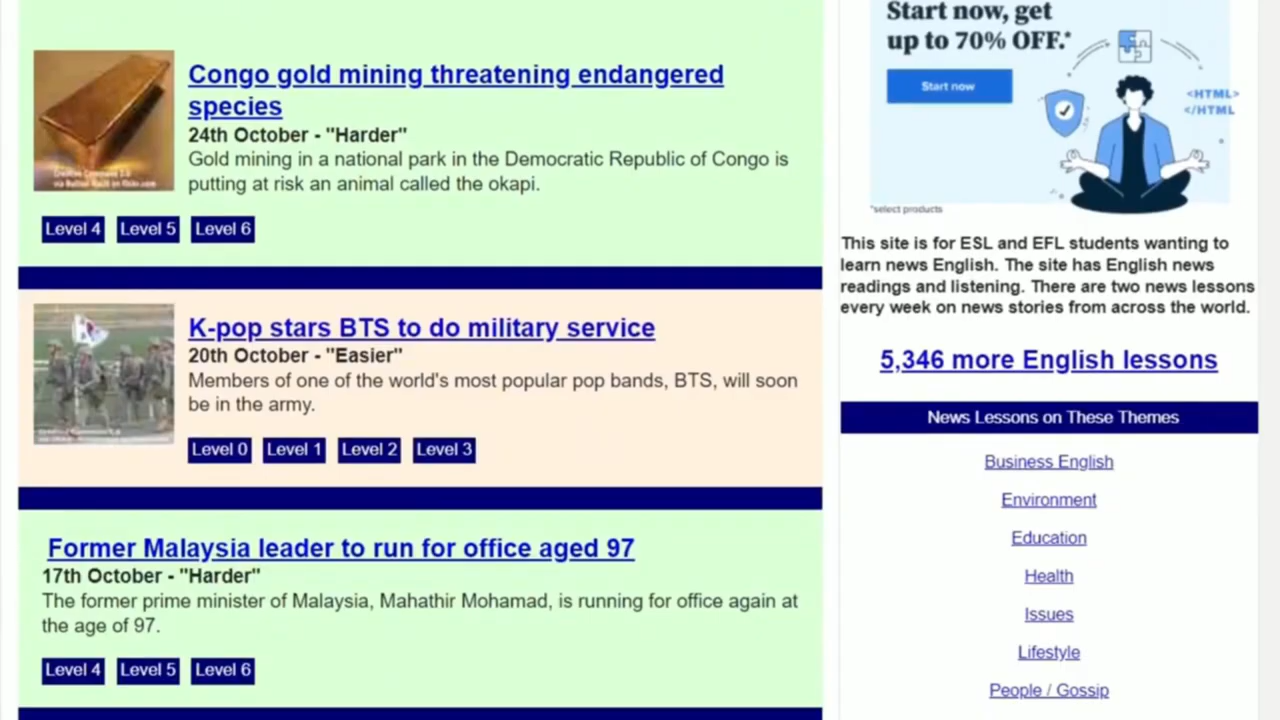 Congo gold mining threatening endangered
species
24th October - "Harder"
Gold mining in a national park in the Democratic Republic of Congo is
putting at risk an animal called the okapi.
Level 4 Level 5 Level 6
K-pop stars BTS to do military service
20th October - "Easier"
Members of one of the world's most popular pop bands, BTS, will soon
be in the army.
Level 0 Level 1 Level 2 Level 3
Former Malaysia leader to run for office aged 97
17th October - "Harder"
The former prime minister of Malaysia, Mahathir Mohamad, is running for office again at
the age of 97.
Level 4 Level 5 Level 6
Start now, get
up to 70% OFF.*
Start now
<HTML>
</HTML
*select products
This site is for ESL and EFL students wanting to
learn news English. The site has English news
readings and listening. There are two news lessons
every week on news stories from across the world.
5,346 more English lessons
News Lessons on These Themes
Business English
Environment
Education
Health
Issues
Lifestyle
People / Gossip